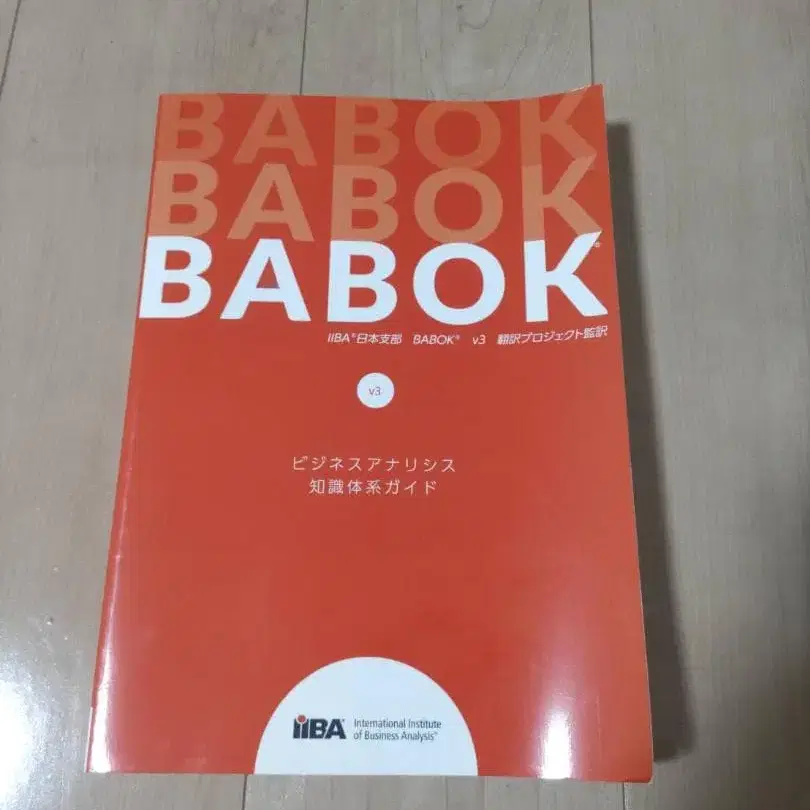 BABOK
BABOK
BABOK®
IIBA®日本支部 BABOK® v3 翻訳プロジェクト監訳
v3
ビジネスアナリシス
知識体系ガイド
iiBA® International Institute
of Business Analysis™